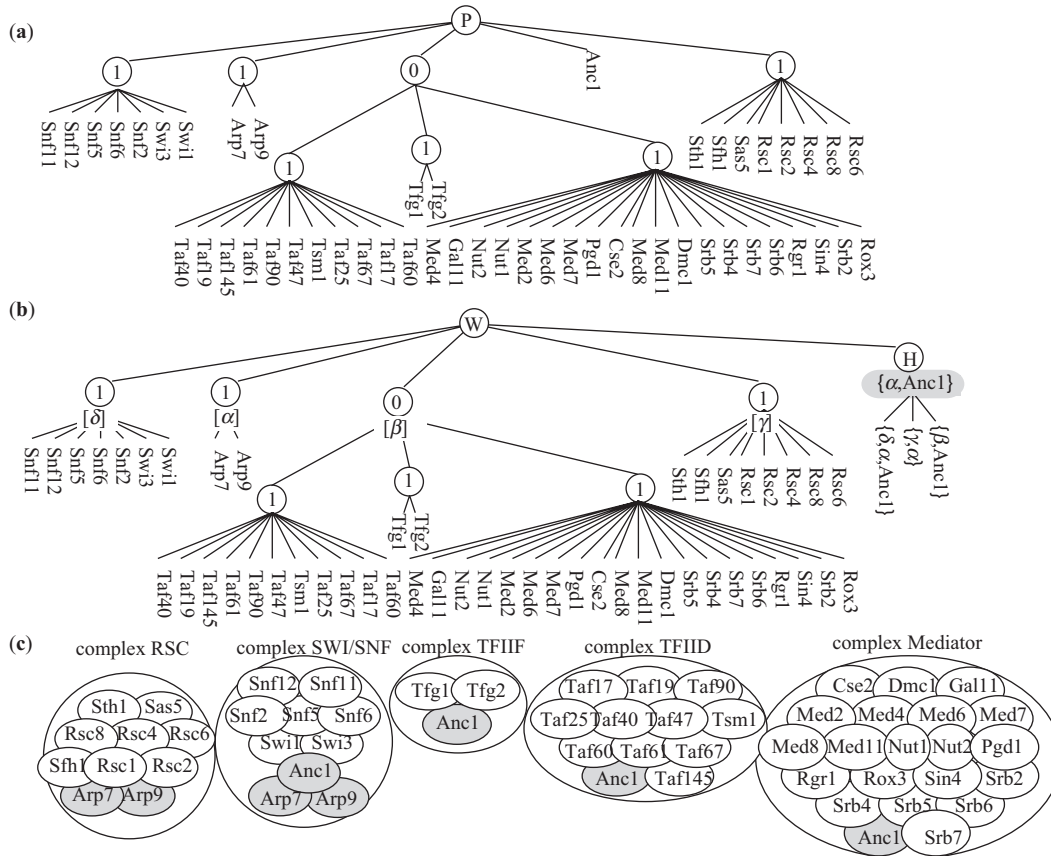 (a)
P
1
1
0
Anc1
1
Snf11
Snf12
Snf5
Snf6
Snf2
Swi3
Swi1
Arp7
Arp9
Sth1
Sfh1
Sas5
Rsc1
Rsc2
Rsc4
Rsc8
Rsc6
1
1
1
Tfg1
Tfg2
Taf40
Taf19
Taf145
Taf61
Taf90
Taf47
Tsm1
Taf25
Taf67
Taf17
Taf60
Med4
Gal11
Nut2
Nut1
Med2
Med6
Med7
Pgd1
Cse2
Med8
Med11
Dmc1
Srb5
Srb4
Srb7
Srb6
Rgr1
Sin4
Srb2
Rox3
(b)
W
1
[δ]
1
[α]
0
[β]
1
[γ]
H
{α,Anc1}
{δ,α,Anc1}
{γ,α}
{β,Anc1}
Snf11
Snf12
Snf5
Snf6
Snf2
Swi3
Swi1
Arp7
Arp9
Sth1
Sfh1
Sas5
Rsc1
Rsc2
Rsc4
Rsc8
Rsc6
1
1
1
Tfg1
Tfg2
Taf40
Taf19
Taf145
Taf61
Taf90
Taf47
Tsm1
Taf25
Taf67
Taf17
Taf60
Med4
Gal11
Nut2
Nut1
Med2
Med6
Med7
Pgd1
Cse2
Med8
Med11
Dmc1
Srb5
Srb4
Srb7
Srb6
Rgr1
Sin4
Srb2
Rox3
(c)
complex RSC
Sth1 Sas5
Rsc8 Rsc4 Rsc6
Sfh1 Rsc1 Rsc2
Arp7 Arp9
complex SWI/SNF
Snf12 Snf11
Snf2 Snf5 Snf6
Swi1 Swi3
Anc1
Arp7 Arp9
complex TFIIF
Tfg1 Tfg2
Anc1
complex TFIID
Taf17 Taf19 Taf90
Taf25 Taf40 Taf47 Tsm1
Taf60 Taf61 Taf67
Anc1 Taf145
complex Mediator
Cse2 Dmc1 Gal11
Med2 Med4 Med6 Med7
Med8 Med11 Nut1 Nut2 Pgd1
Rgr1 Rox3 Sin4 Srb2
Srb4 Srb5 Srb6
Anc1 Srb7